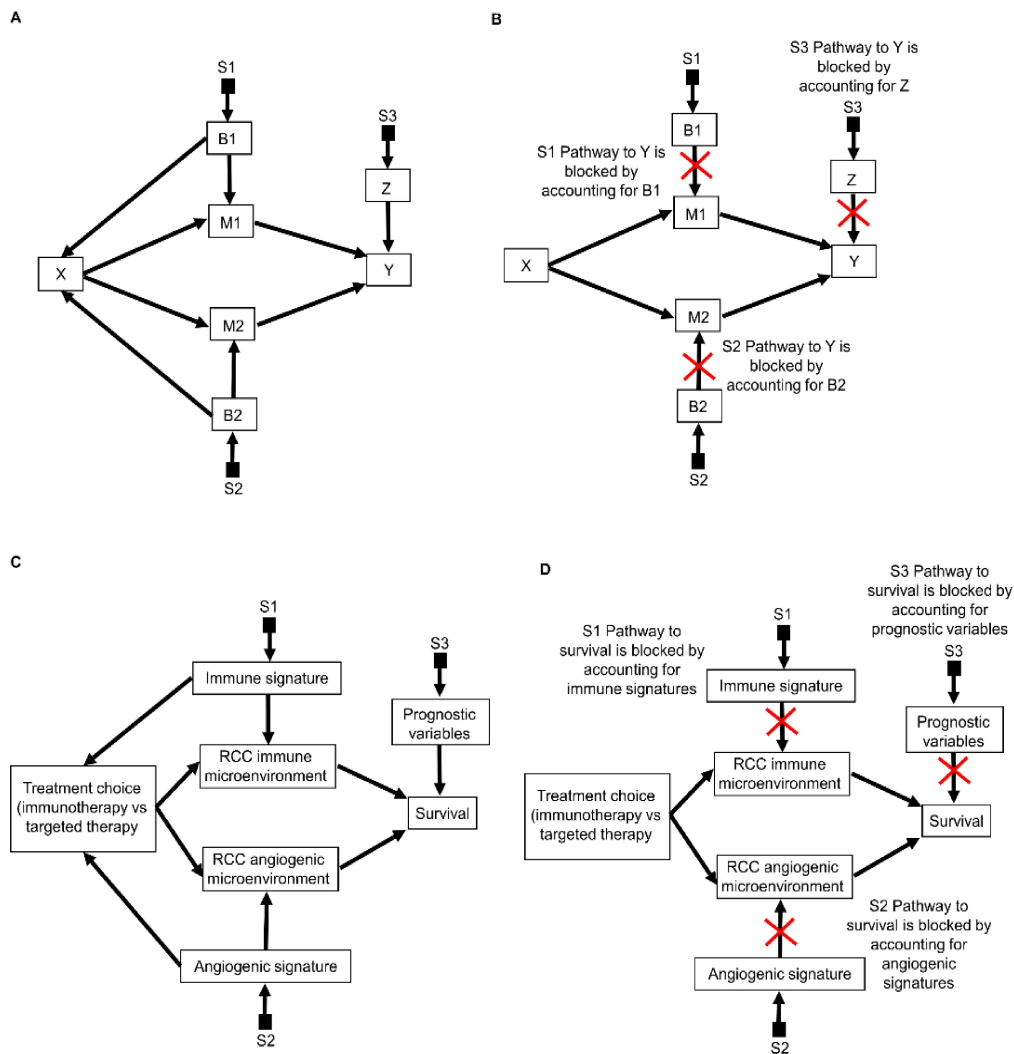 A
S1
B1
S3
Z
M1
X
Y
M2
B2
S2
B
S1
S3 Pathway to Y is
blocked by
accounting for Z
S3
B1
S1 Pathway to Y is
blocked by
accounting for B1
Z
M1
X
Y
M2
S2 Pathway to Y is
blocked by
accounting for B2
B2
S2
C
S1
Immune signature
S3
Prognostic
variables
RCC immune
microenvironment
Treatment choice
(immunotherapy vs
targeted therapy
Survival
RCC angiogenic
microenvironment
Angiogenic signature
S2
D
S3 Pathway to
survival is blocked by
accounting for
prognostic variables
S1
S1 Pathway to
survival is blocked by
accounting for
immune signatures
S3
Immune signature
Prognostic
variables
RCC immune
microenvironment
Treatment choice
(immunotherapy vs
targeted therapy
Survival
RCC angiogenic
microenvironment
S2 Pathway to
survival is blocked by
accounting for
angiogenic
signatures
Angiogenic signature
S2